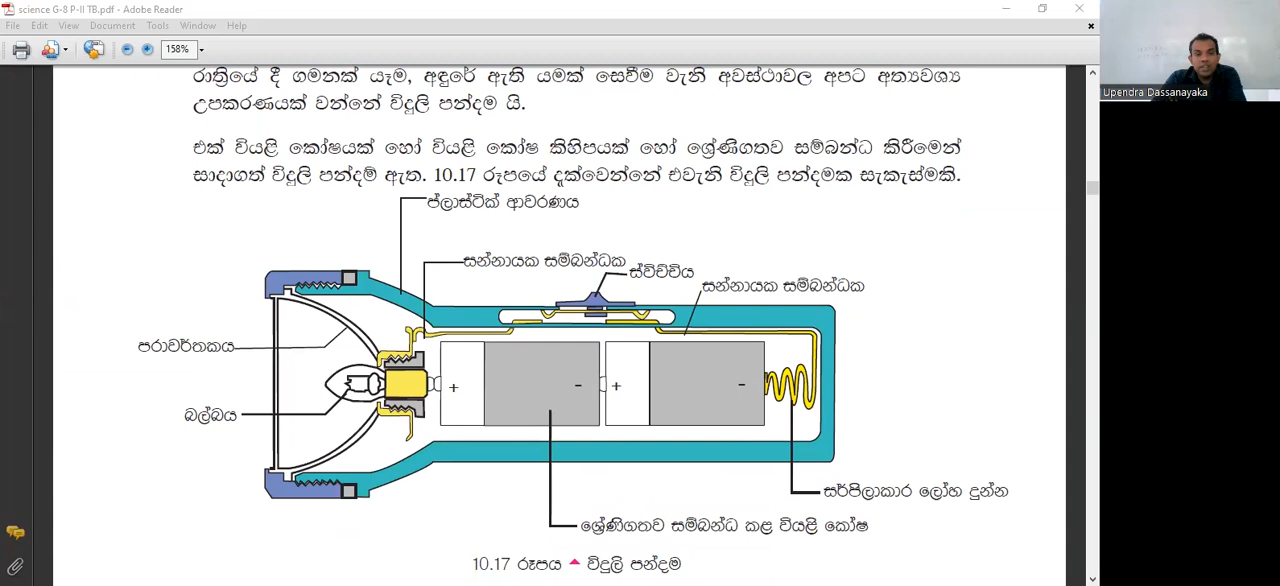 science G-8 P-II TB.pdf - Adobe Reader
File Edit View Document Tools Window Help
158%
Upendra Dassanayaka
රාත්‍රියේ දී ගමනක් යෑම, අඳුරේ ඇති යමක් සෙවීම වැනි අවස්ථාවල අපට අත්‍යවශ්‍ය
උපකරණයක් වන්නේ විදුලි පන්දම යි.
එක් වියළි කෝෂයක් හෝ වියළි කෝෂ කිහිපයක් හෝ ශ්‍රේණිගතව සම්බන්ධ කිරීමෙන්
සාදාගත් විදුලි පන්දම් ඇත. 10.17 රූපයේ දැක්වෙන්නේ එවැනි විදුලි පන්දමක සැකැස්මකි.
ප්ලාස්ටික් ආවරණය
සන්නායක සම්බන්ධක
ස්විච්චිය
සන්නායක සම්බන්ධක
පරාවර්තකය
+ - + -
බල්බය
සර්පිලාකාර ලෝහ දුන්න
ශ්‍රේණිගතව සම්බන්ධ කළ වියළි කෝෂ
10.17 රූපය ▲ විදුලි පන්දම